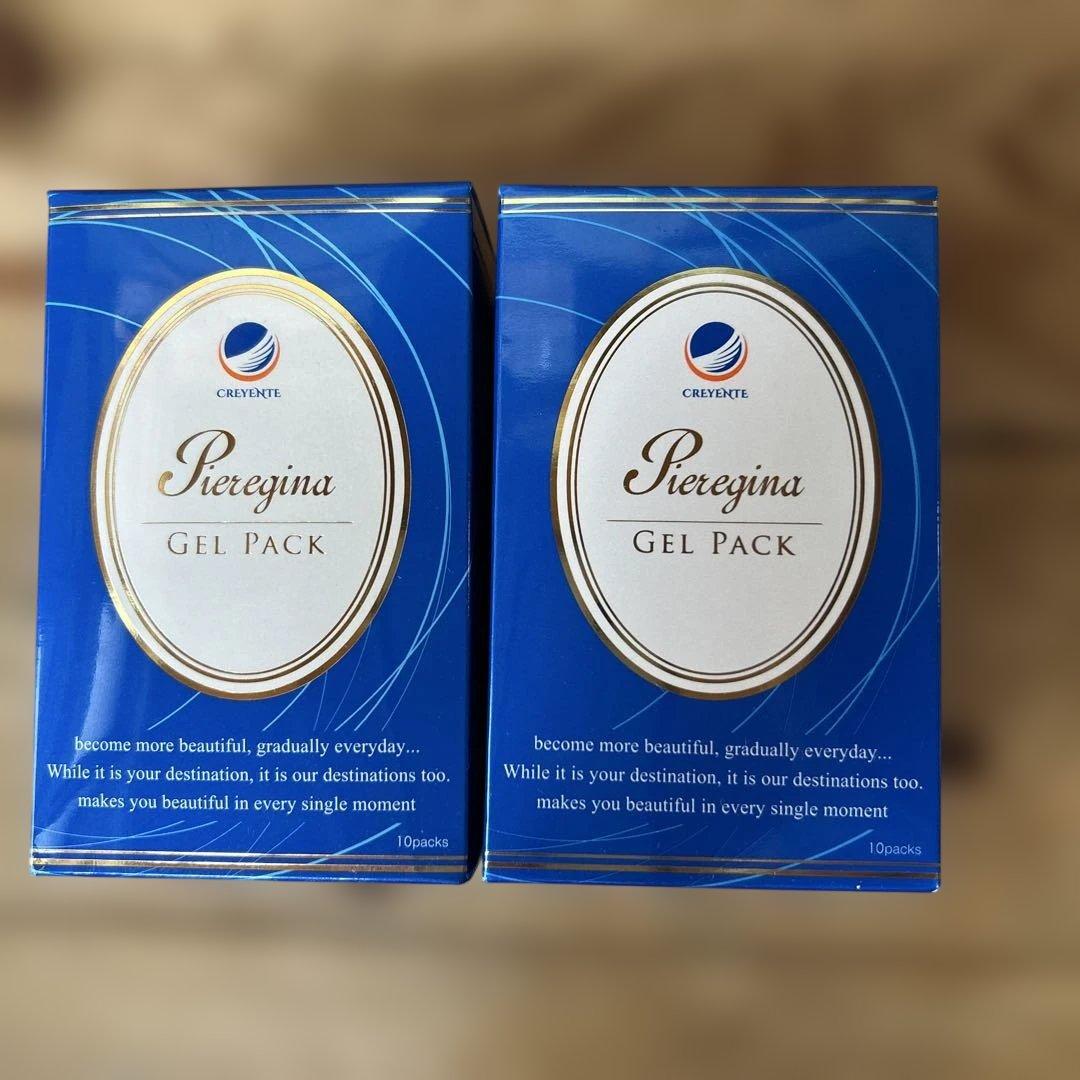 CREYENTE
Pieregina
GEL PACK
become more beautiful, gradually everyday...
While it is your destination, it is our destinations too.
makes you beautiful in every single moment
10packs
CREYENTE
Pieregina
GEL PACK
become more beautiful, gradually everyday...
While it is your destination, it is our destinations too.
makes you beautiful in every single moment
10packs